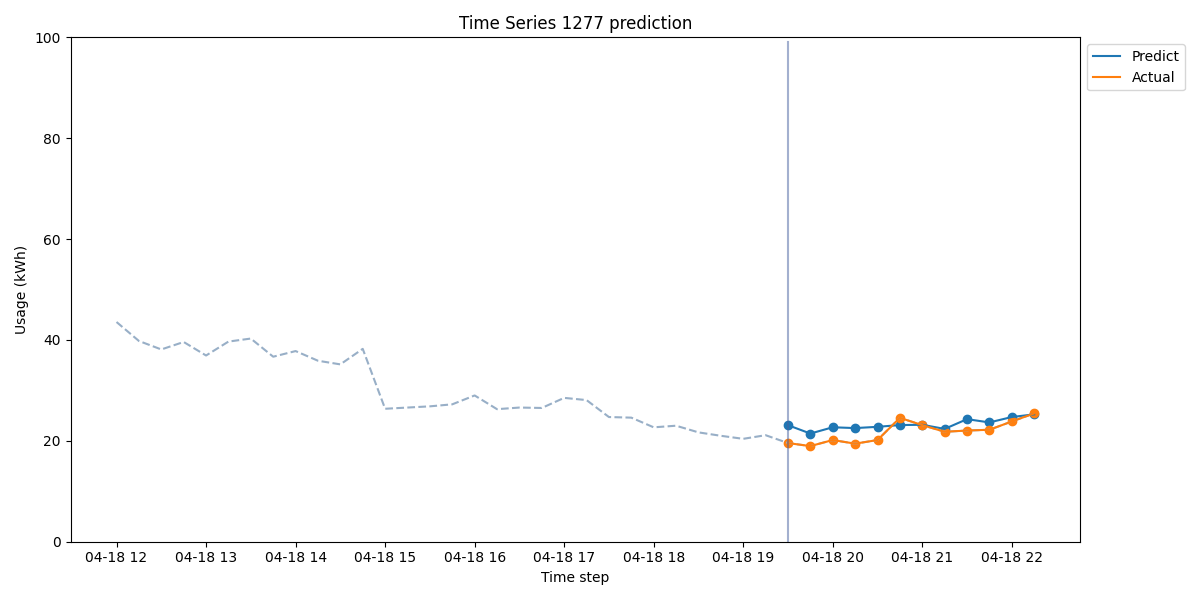 Time Series 1277 prediction
100
80
60
40
20
0
Usage (kWh)
04-18 12 04-18 13 04-18 14 04-18 15 04-18 16 04-18 17 04-18 18 04-18 19 04-18 20 04-18 21 04-18 22
Time step
Predict
Actual